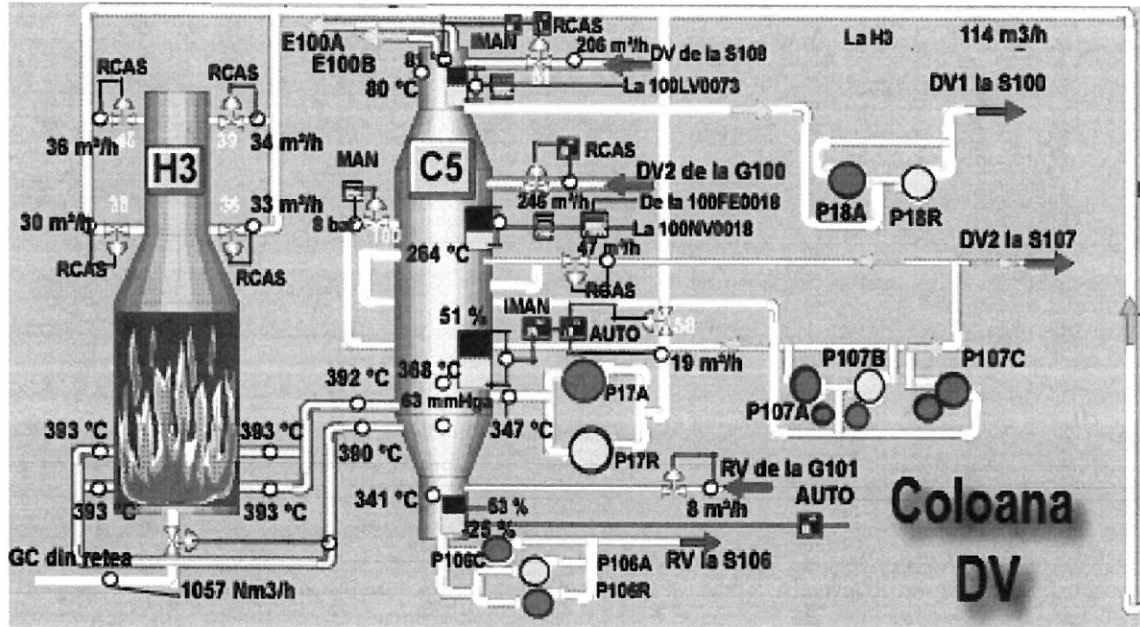 E100A
E100B
IMAN
RCAS
206 m³/h
DV de la S108
La H3
114 m3/h
81
80 °C
La 100LV0073
DV1 la S100
RCAS
RCAS
36 m³/h
34 m³/h
H3
MAN
C5
RCAS
DV2 de la G100
246 m³/h
De la 100FE0018
La 100NV0018
P18A
P18R
30 m³/h
33 m³/h
8 ba
264 °C
47 m³/h
DV2 la S107
RCAS
RCAS
RCAS
51 %
IMAN
AUTO
58
19 m³/h
P107B
P107C
P107A
392 °C
368 °C
63 mmHga
P17A
347 °C
P17R
393 °C
393 °C
390 °C
393 °C
393 °C
341 °C
RV de la G101
AUTO
8 m³/h
53 %
25 %
Coloana
DV
GC din retea
1057 Nm3/h
P106C
P106A
P106R
RV la S106